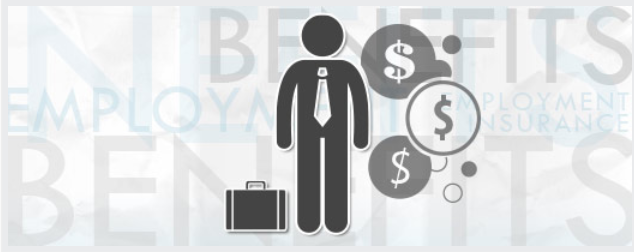 BENEFITS
EMPLOYMENT
EMPLOYMENT
INSURANCE
BENEFITS
$
$
$